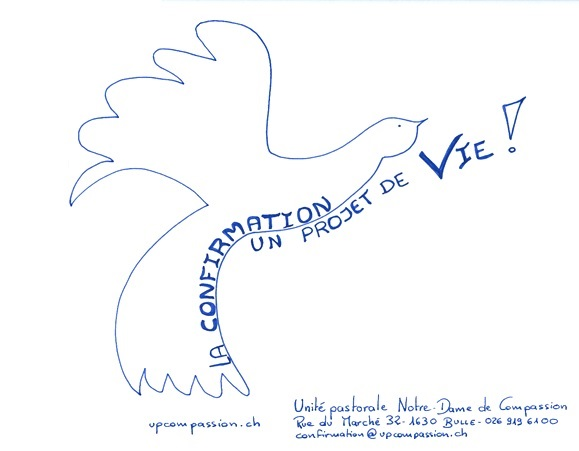 LA CONFIRMATION
UN PROJET DE VIE !
upcompassion.ch
Unité pastorale Notre-Dame de Compassion
Rue du Marché 32 - 1630 BULLE - 026 919 61 00
confirmation@upcompassion.ch